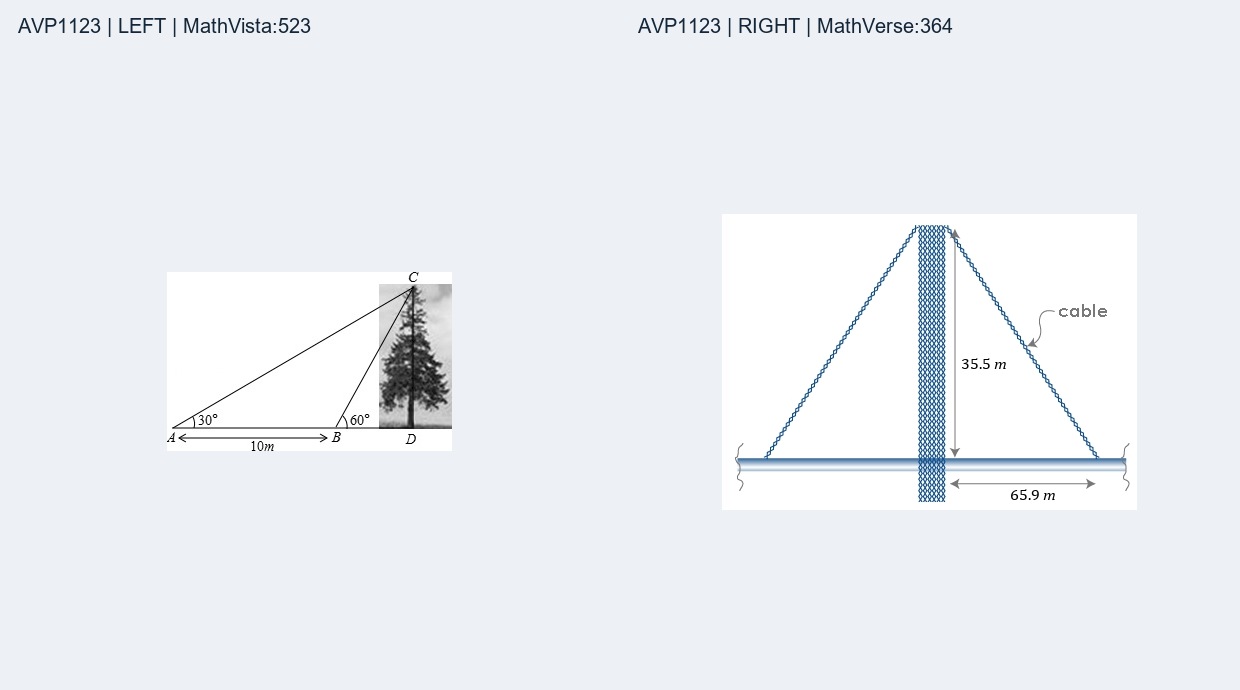 AVP1123 | LEFT | MathVista:523
AVP1123 | RIGHT | MathVerse:364
C
30°
60°
A
B
D
10m
cable
35.5 m
65.9 m